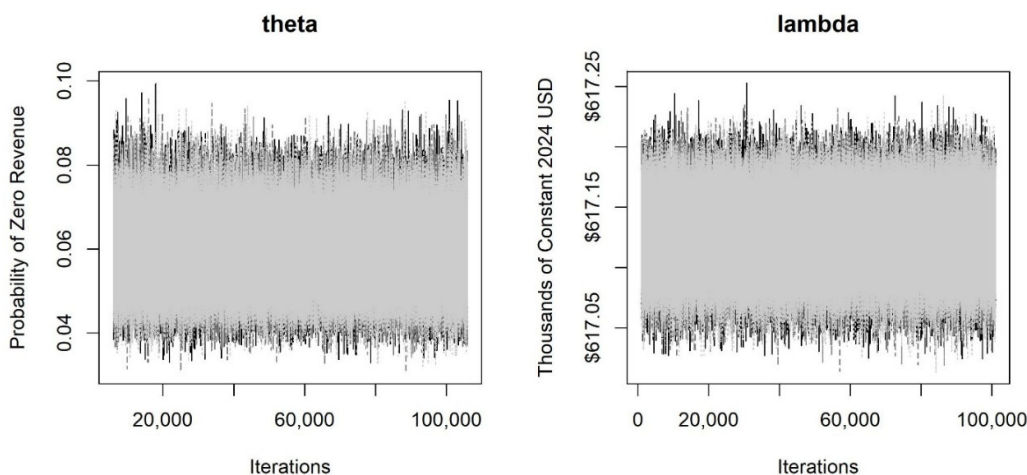 theta
Probability of Zero Revenue
0.10
0.08
0.06
0.04
20,000
60,000
100,000
Iterations
lambda
Thousands of Constant 2024 USD
$617.25
$617.15
$617.05
0
20,000
60,000
100,000
Iterations